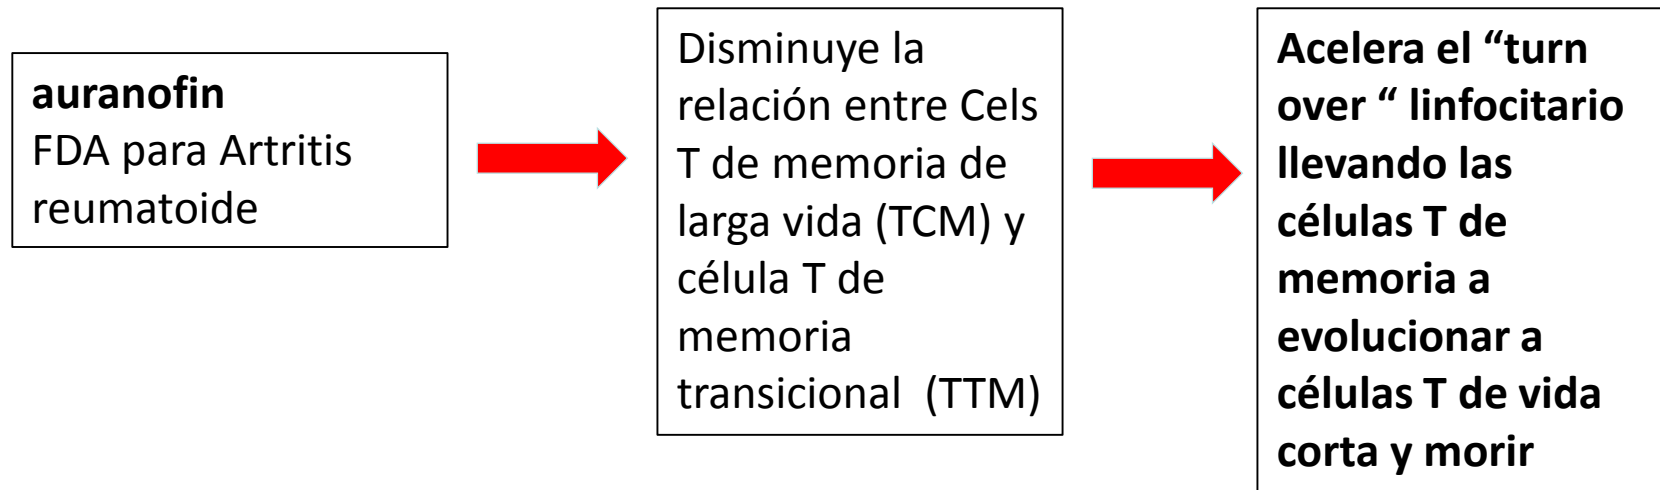 auranofin
FDA para Artritis
reumatoide
Disminuye la
relación entre Cels
T de memoria de
larga vida (TCM) y
célula T de
memoria
transicional (TTM)
Acelera el “turn
over “ linfocitario
llevando las
células T de
memoria a
evolucionar a
células T de vida
corta y morir